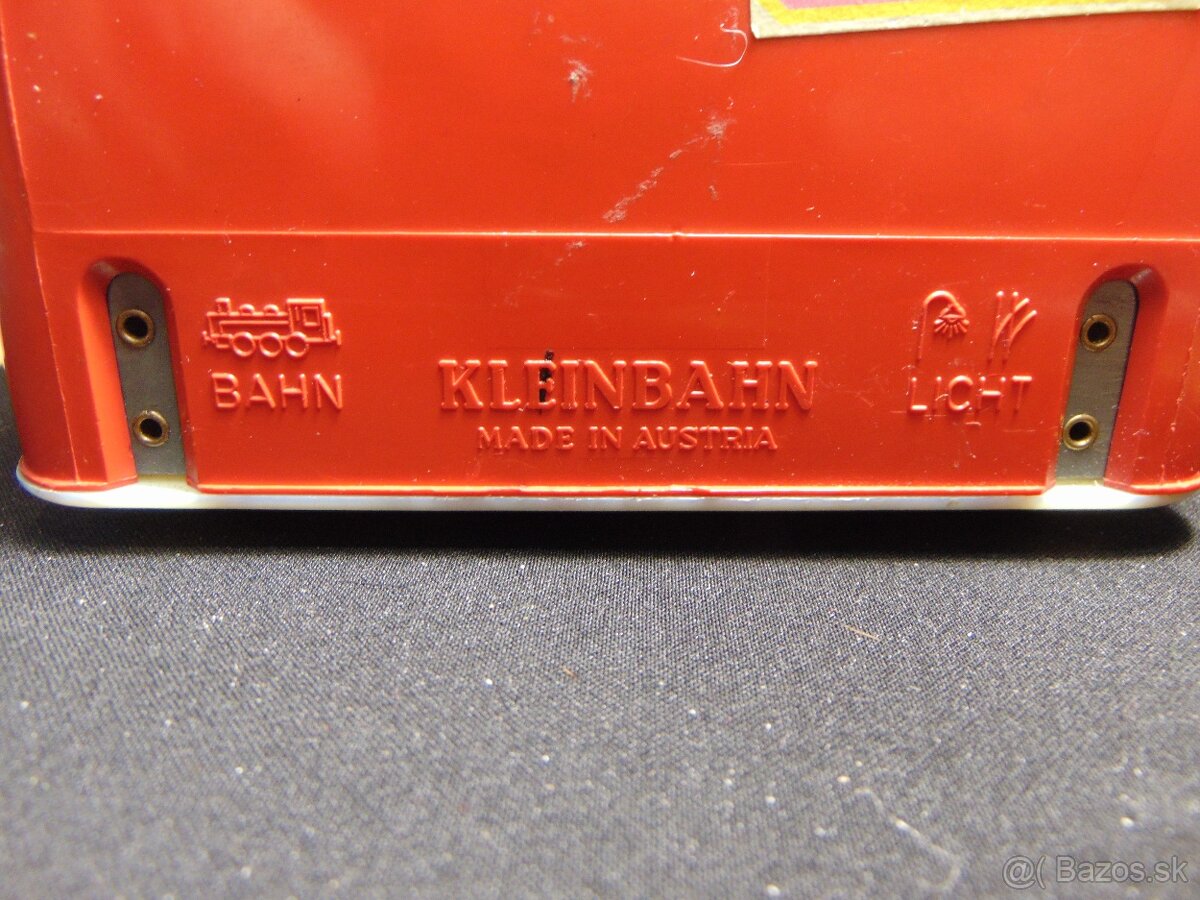 BAHN
KLEINBAHN
MADE IN AUSTRIA
LICHT
@( Bazos.sk